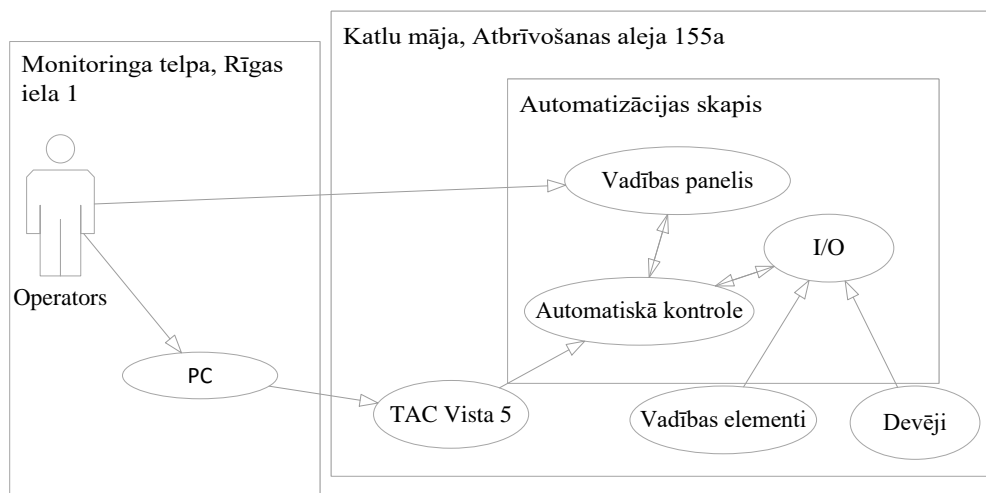 Katlu māja, Atbrīvošanas aleja 155a
Monitoringa telpa, Rīgas
iela 1
Automatizācijas skapis
Vadības panelis
I/O
Operators
Automatiskā kontrole
PC
TAC Vista 5
Vadības elementi
Devēji